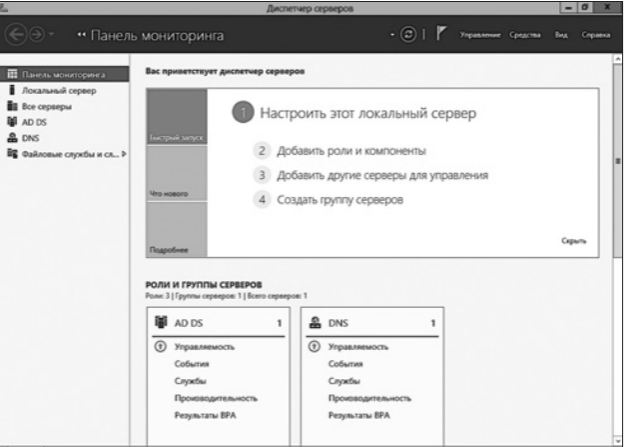 Диспетчер серверов
Панель мониторинга
Управление Средства Вид Справка
Панель мониторинга
Локальный сервер
Все серверы
AD DS
DNS
Файловые службы и сл...
Вас приветствует диспетчер серверов
Быстрый запуск
Что нового
Подробнее
1 Настроить этот локальный сервер
2 Добавить роли и компоненты
3 Добавить другие серверы для управления
4 Создать группу серверов
Скрыть
РОЛИ И ГРУППЫ СЕРВЕРОВ
Роли: 3 | Группы серверов: 1 | Всего серверов: 1
AD DS 1
Управляемость
События
Службы
Производительность
Результаты BPA
DNS 1
Управляемость
События
Службы
Производительность
Результаты BPA